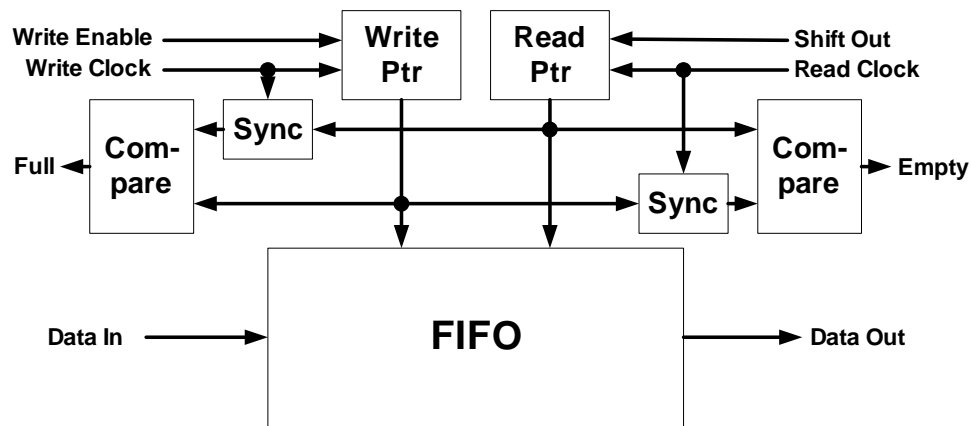 Write Enable
Write Clock
Write
Ptr
Read
Ptr
Shift Out
Read Clock
Sync
Full
Com-
pare
Sync
Com-
pare
Empty
Data In
FIFO
Data Out